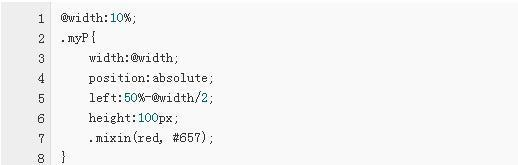 1 @width:10%;
2 .myP{
3 width:@width;
4 position:absolute;
5 left:50%-@width/2;
6 height:100px;
7 .mixin(red, #657);
8 }